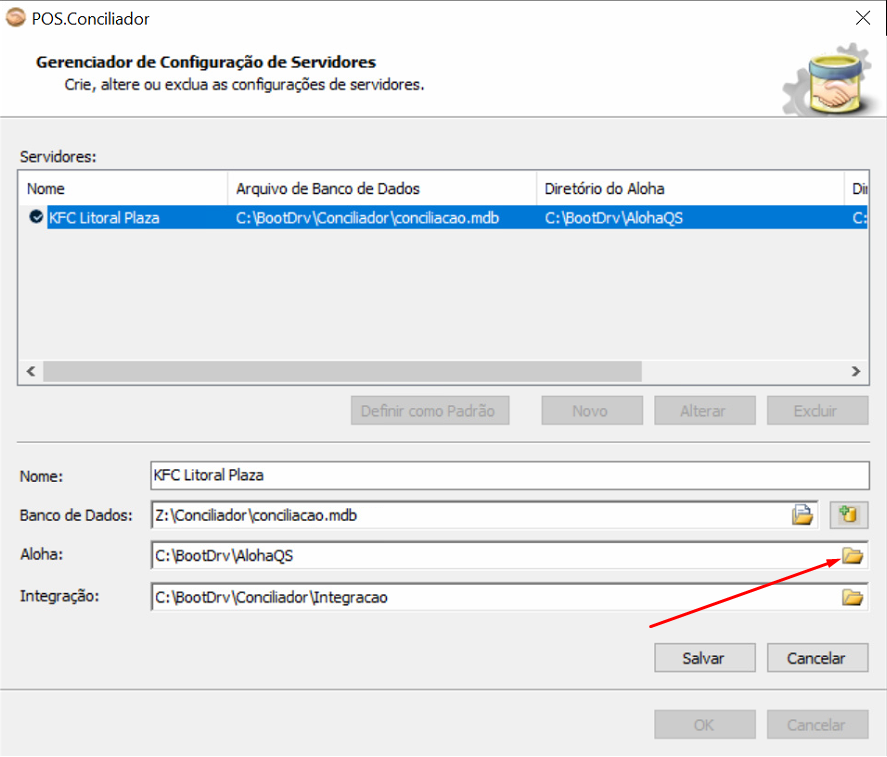 POS.Conciliador
Gerenciador de Configuração de Servidores
Crie, altere ou exclua as configurações de servidores.
Servidores:
Nome Arquivo de Banco de Dados Diretório do Aloha Dir
KFC Litoral Plaza C:\BootDrv\Conciliador\conciliacao.mdb C:\BootDrv\AlohaQS C:
Definir como Padrão Novo Alterar Excluir
Nome: KFC Litoral Plaza
Banco de Dados: Z:\Conciliador\conciliacao.mdb
Aloha: C:\BootDrv\AlohaQS
Integração: C:\BootDrv\Conciliador\Integracao
Salvar Cancelar
OK Cancelar